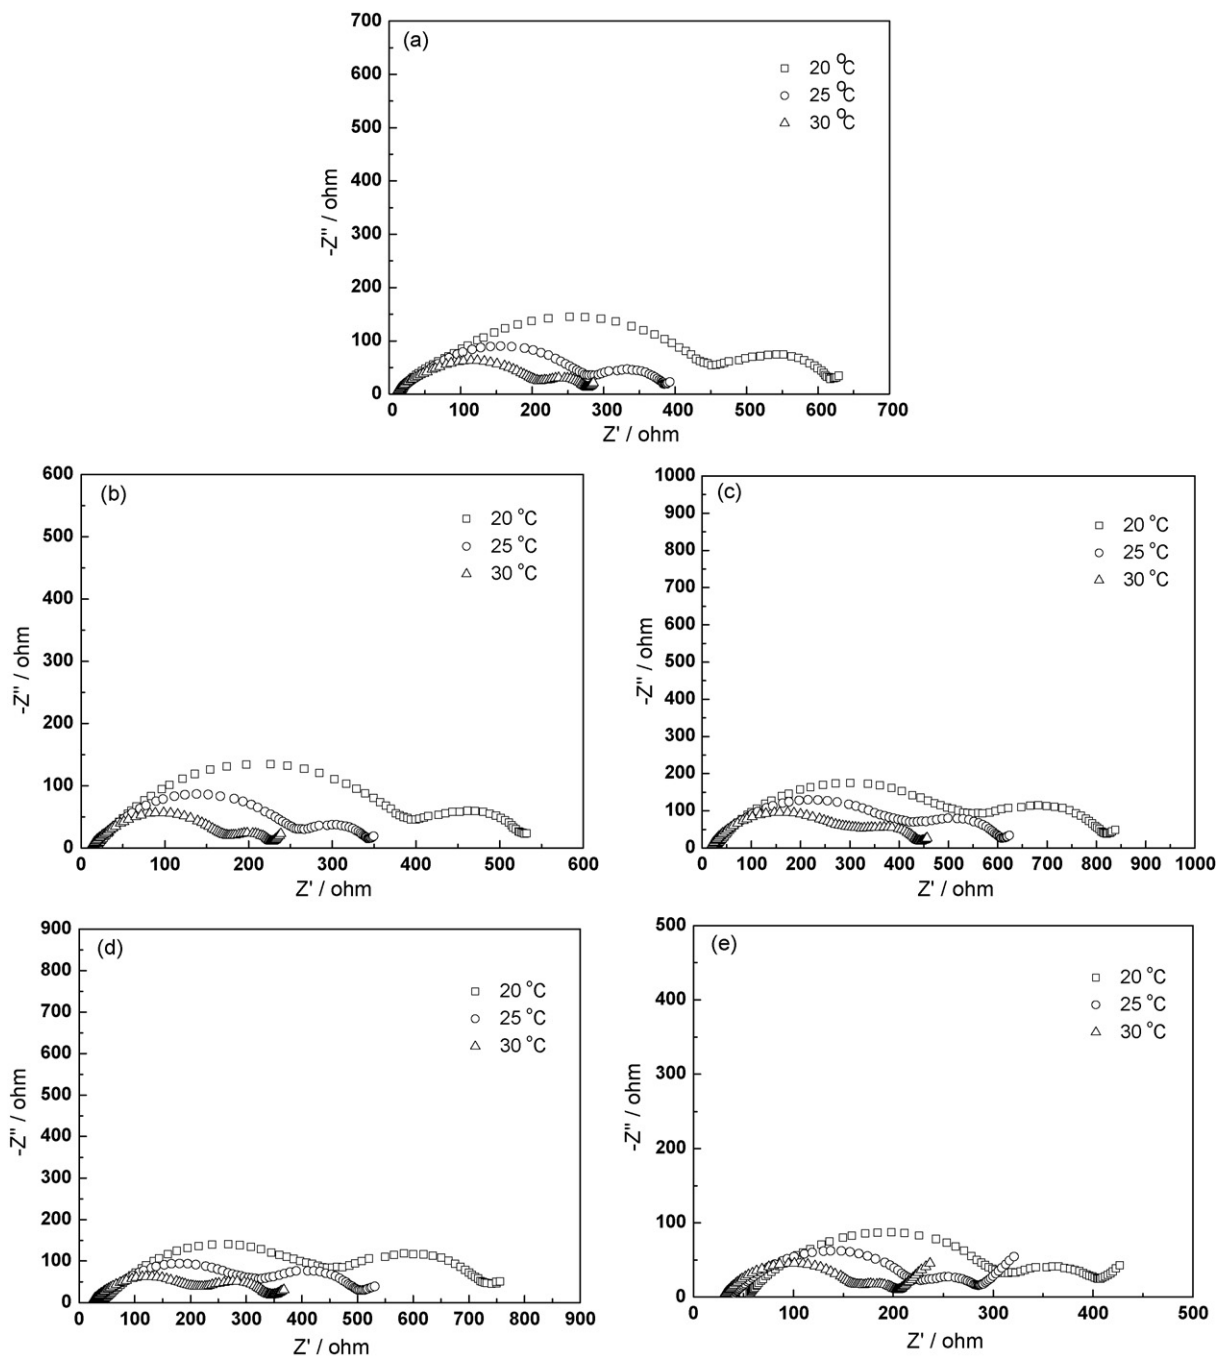 (a)
20 °C
25 °C
30 °C
700
600
500
400
300
200
100
0
-Z'' / ohm
0 100 200 300 400 500 600 700
Z' / ohm
(b)
20 °C
25 °C
30 °C
600
500
400
300
200
100
0
-Z'' / ohm
0 100 200 300 400 500 600
Z' / ohm
(c)
20 °C
25 °C
30 °C
1000
900
800
700
600
500
400
300
200
100
0
-Z'' / ohm
0 100 200 300 400 500 600 700 800 900 1000
Z' / ohm
(d)
20 °C
25 °C
30 °C
900
800
700
600
500
400
300
200
100
0
-Z'' / ohm
0 100 200 300 400 500 600 700 800 900
Z' / ohm
(e)
20 °C
25 °C
30 °C
500
400
300
200
100
0
-Z'' / ohm
0 100 200 300 400 500
Z' / ohm